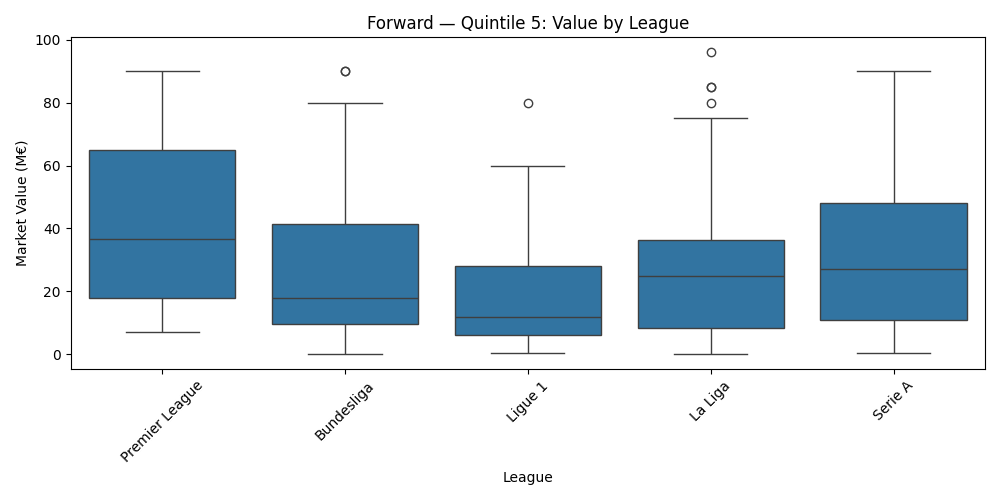 Forward — Quintile 5: Value by League
Market Value (M€)
100
80
60
40
20
0
Premier League
Bundesliga
Ligue 1
La Liga
Serie A
League